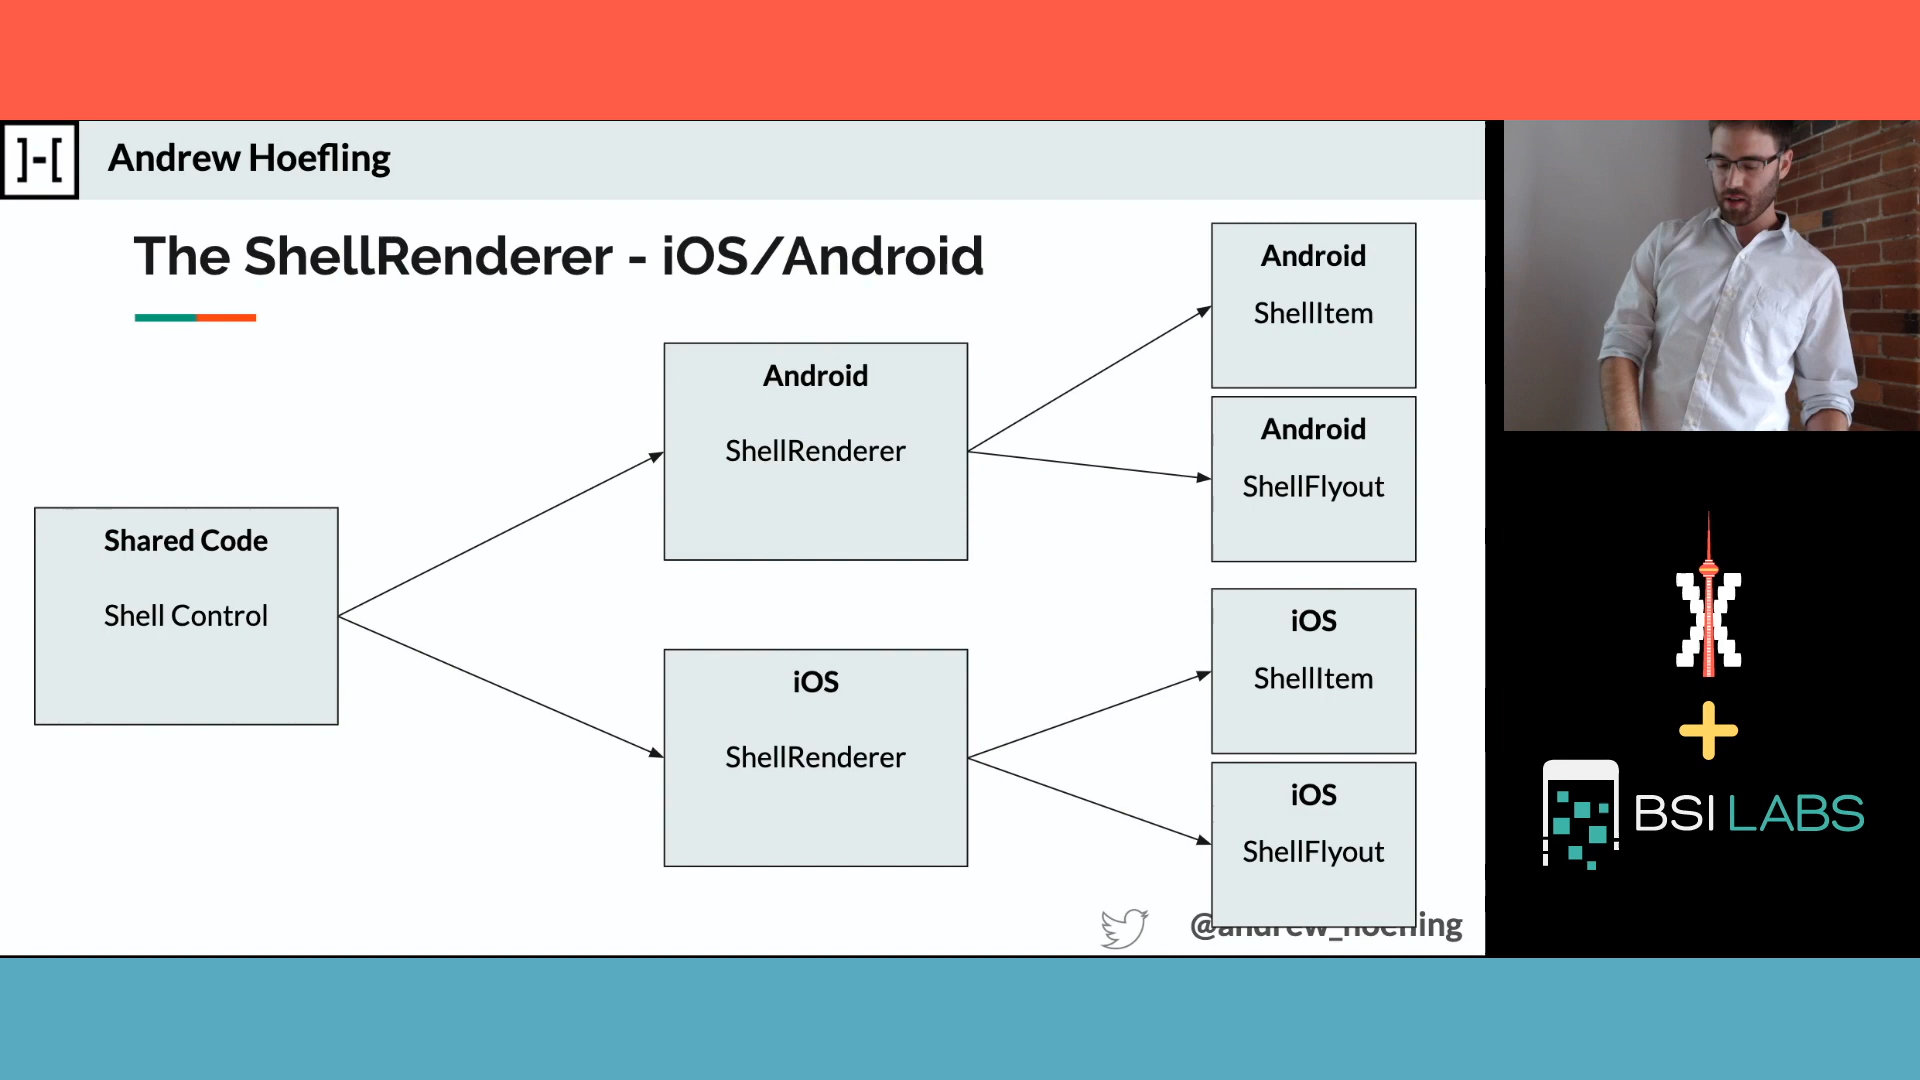 ]-[
Andrew Hoefling
The ShellRenderer - iOS/Android
Shared Code
Shell Control
Android
ShellRenderer
iOS
ShellRenderer
Android
ShellItem
Android
ShellFlyout
iOS
ShellItem
iOS
ShellFlyout
@andrew_hoefling
BSI LABS